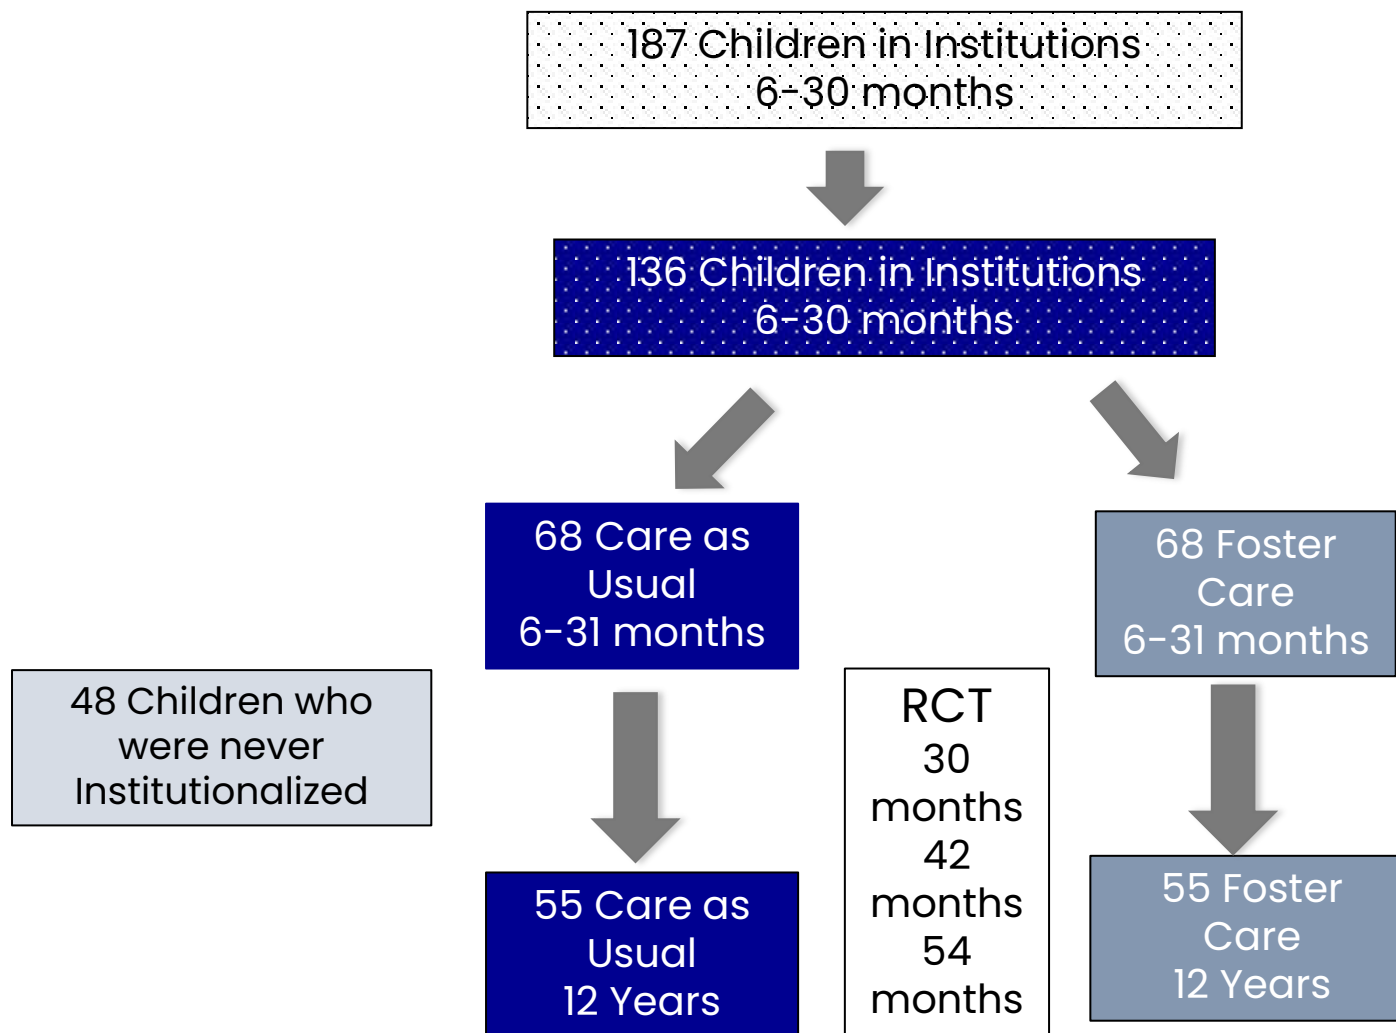 187 Children in Institutions
6-30 months
136 Children in Institutions
6-30 months
68 Care as
Usual
6-31 months
68 Foster
Care
6-31 months
48 Children who
were never
Institutionalized
RCT
30
months
42
months
54
months
55 Care as
Usual
12 Years
55 Foster
Care
12 Years